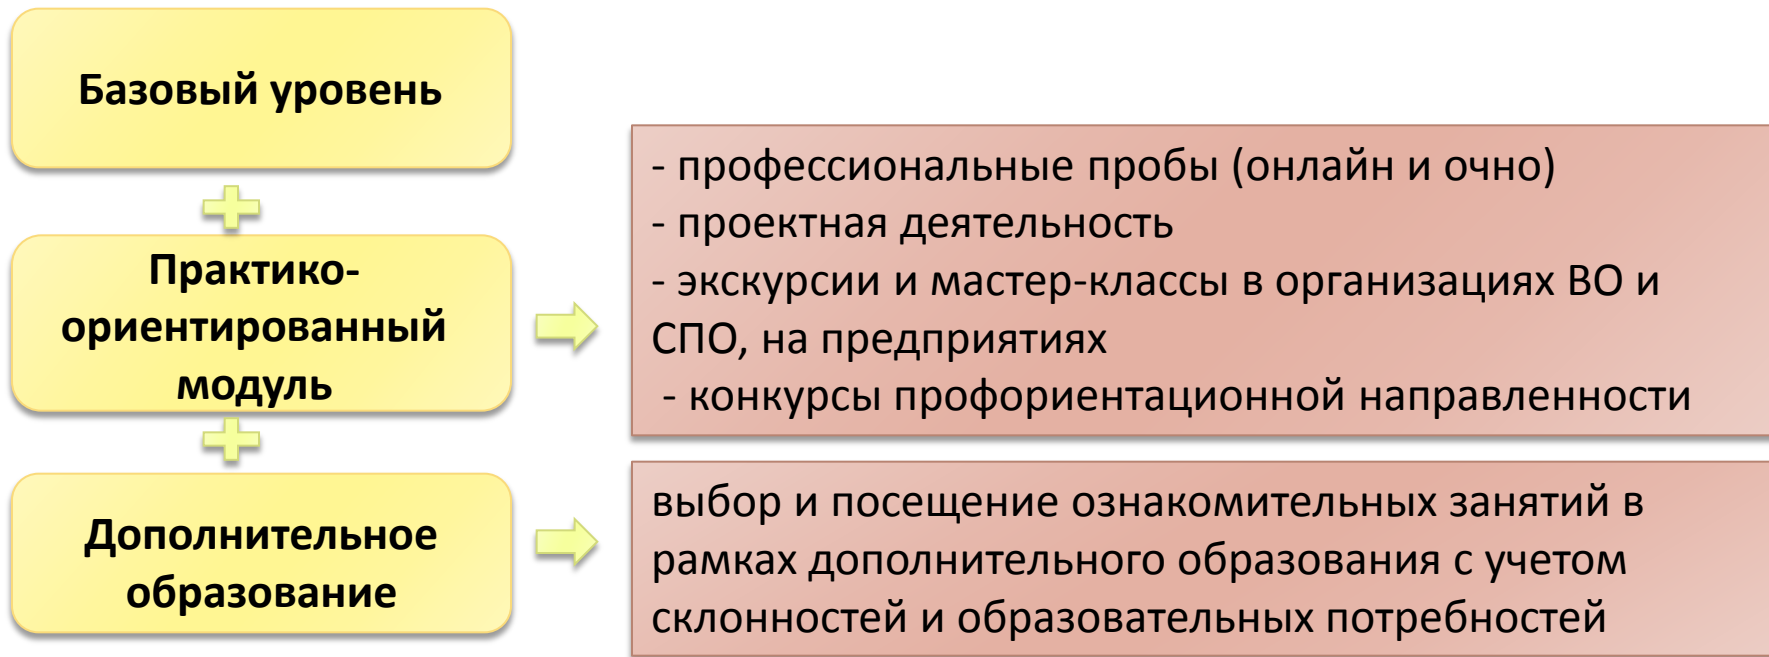 Базовый уровень
Практико-
ориентированный
модуль
- профессиональные пробы (онлайн и очно)
- проектная деятельность
- экскурсии и мастер-классы в организациях ВО и
СПО, на предприятиях
- конкурсы профориентационной направленности
Дополнительное
образование
выбор и посещение ознакомительных занятий в
рамках дополнительного образования с учетом
склонностей и образовательных потребностей